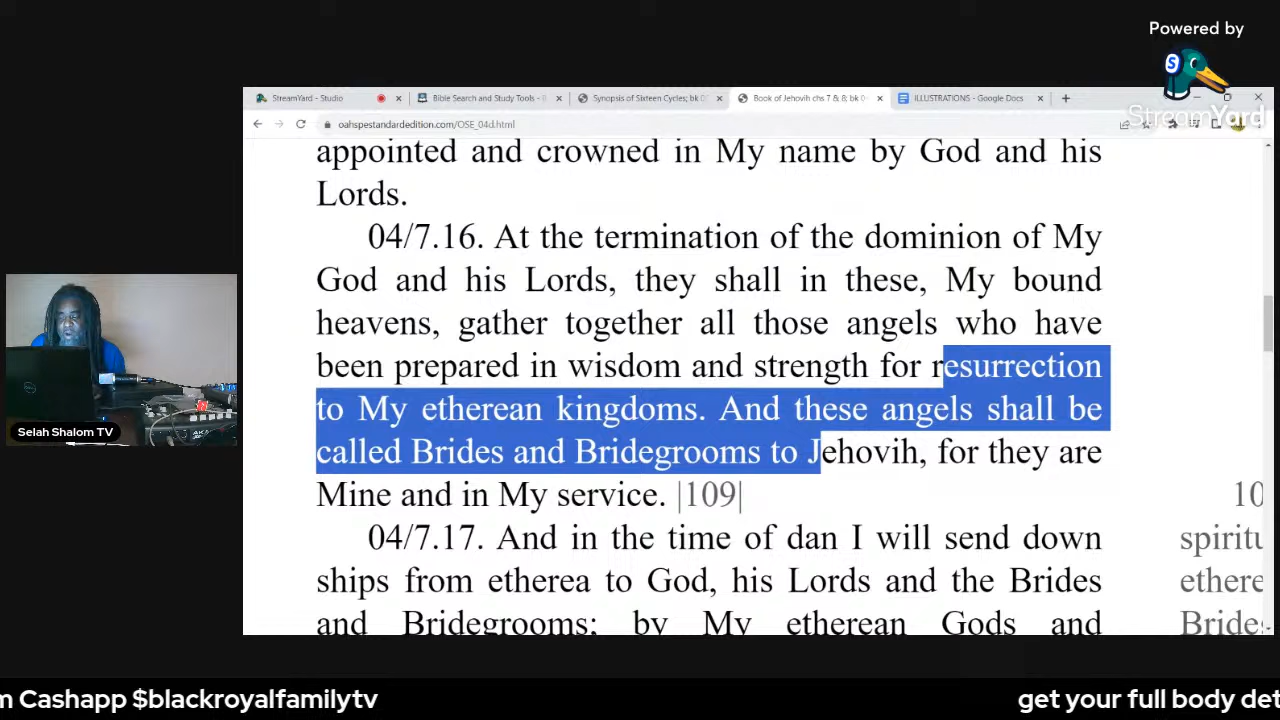 Powered by
S
StreamYard
StreamYard - Studio
Bible Search and Study Tools - B
Synopsis of Sixteen Cycles; bk 0
Book of Jehovih chs 7 & 8; bk 0
ILLUSTRATIONS - Google Docs
oahspestandardedition.com/OSE_04d.html
appointed and crowned in My name by God and his
Lords.
04/7.16. At the termination of the dominion of My
God and his Lords, they shall in these, My bound
heavens, gather together all those angels who have
been prepared in wisdom and strength for resurrection
to My etherean kingdoms. And these angels shall be
called Brides and Bridegrooms to Jehovih, for they are
Mine and in My service. |109|
10
04/7.17. And in the time of dan I will send down
spiritu
ships from etherea to God, his Lords and the Brides
ethere
and Bridegrooms; by My etherean Gods and
Brides
Selah Shalom TV
m Cashapp $blackroyalfamilytv
get your full body det